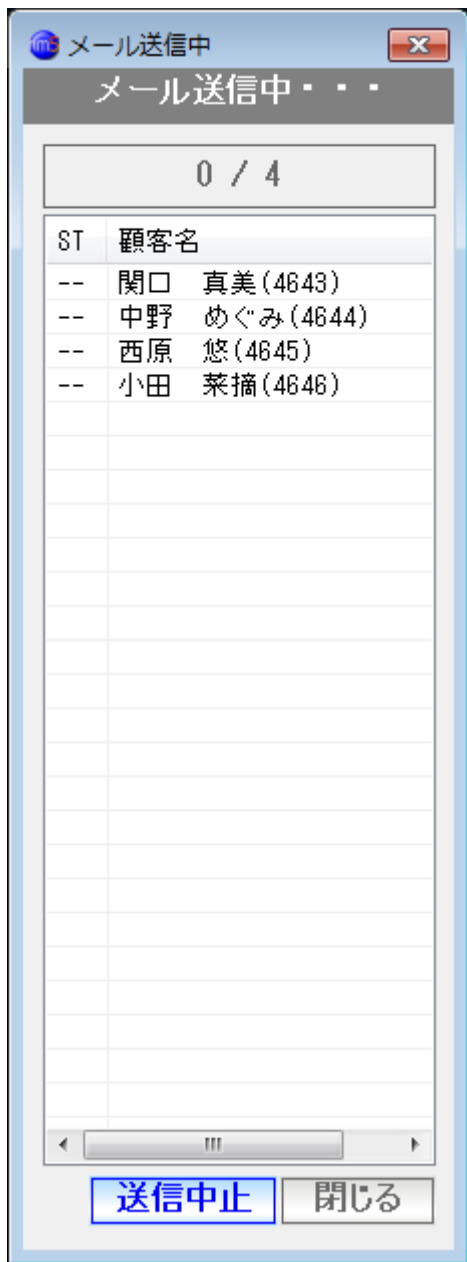 メール送信中
メール送信中・・・
0 / 4
ST 顧客名
-- 関口 真美(4643)
-- 中野 めぐみ(4644)
-- 西原 悠(4645)
-- 小田 菜摘(4646)
送信中止 閉じる